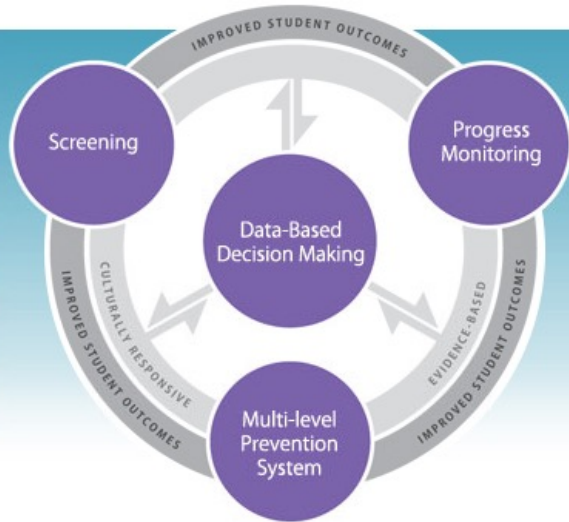 IMPROVED STUDENT OUTCOMES
Screening
Progress
Monitoring
Data-Based
Decision Making
IMPROVED STUDENT OUTCOMES
CULTURALLY RESPONSIVE
EVIDENCE-BASED
IMPROVED STUDENT OUTCOMES
Multi-level
Prevention
System